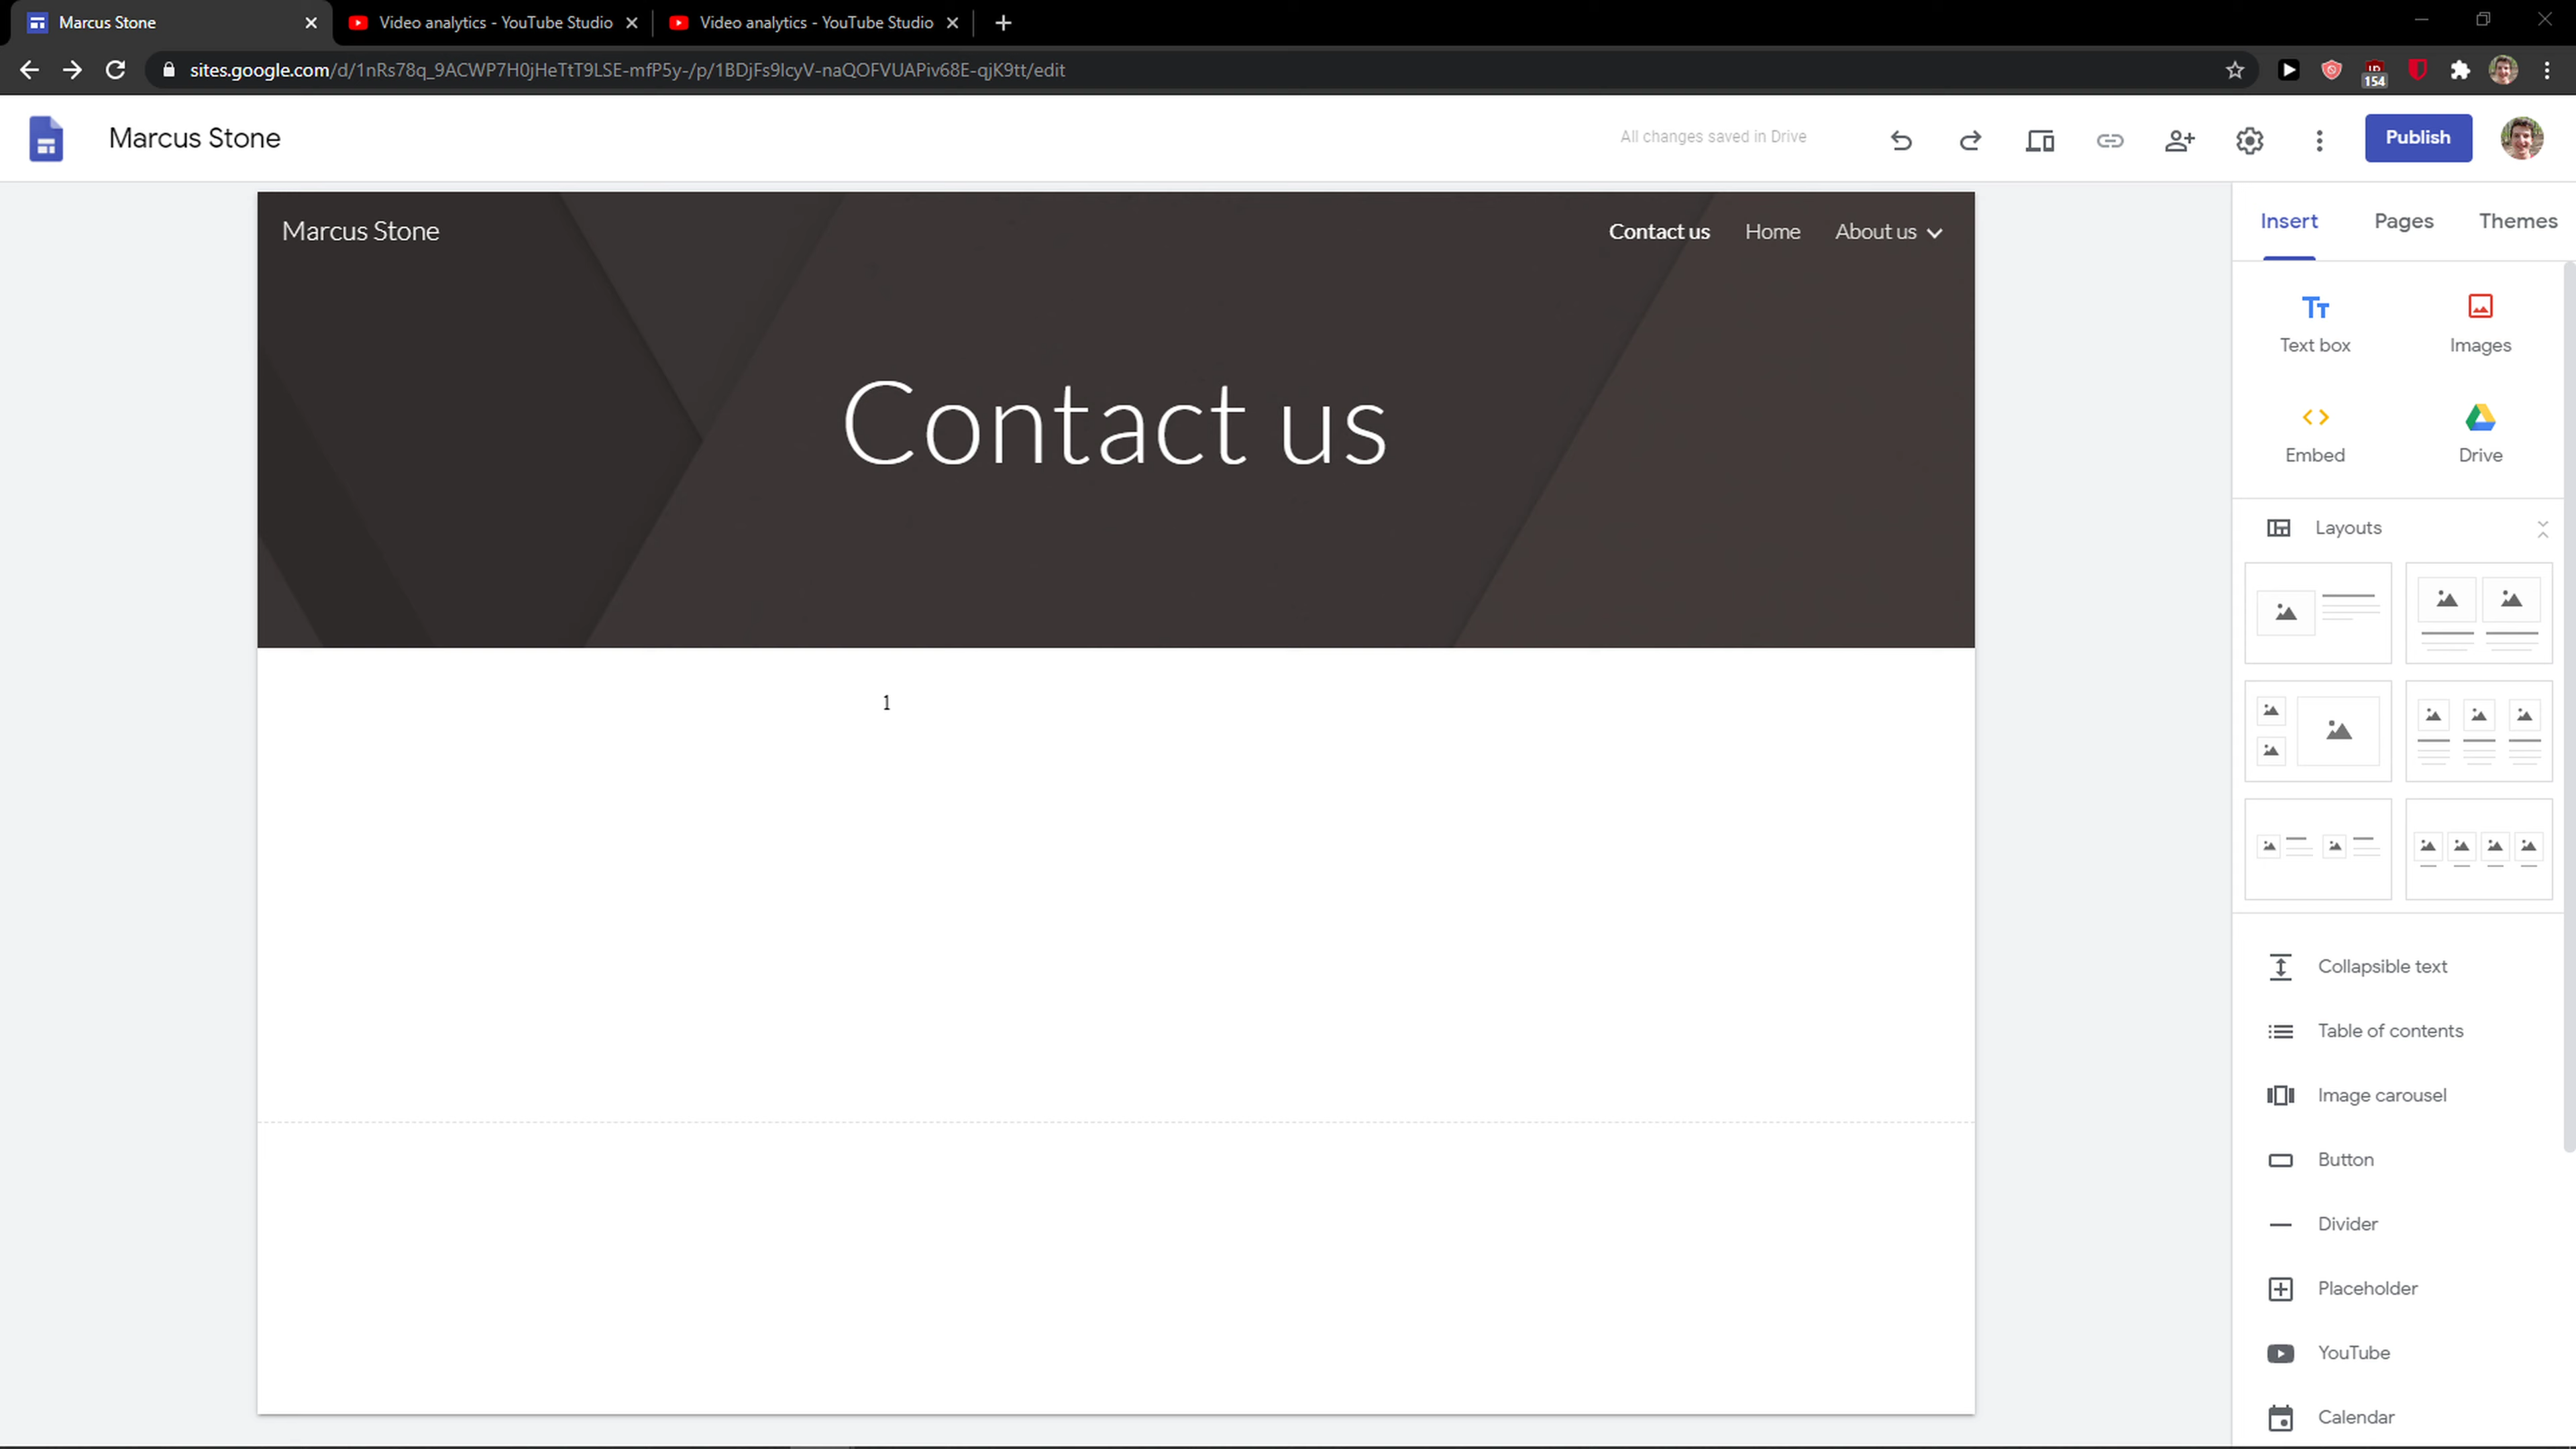 Marcus Stone
Video analytics - YouTube Studio
Video analytics - YouTube Studio
sites.google.com/d/1nRs78q_9ACWP7H0jHeTtT9LSE-mfP5y-/p/1BDjFs9lcyV-naQOFVUAPiv68E-qjK9tt/edit
154
Marcus Stone
All changes saved in Drive
Publish
Marcus Stone
Contact us
Home
About us
Contact us
1
Insert
Pages
Themes
Text box
Images
Embed
Drive
Layouts
Collapsible text
Table of contents
Image carousel
Button
Divider
Placeholder
YouTube
Calendar